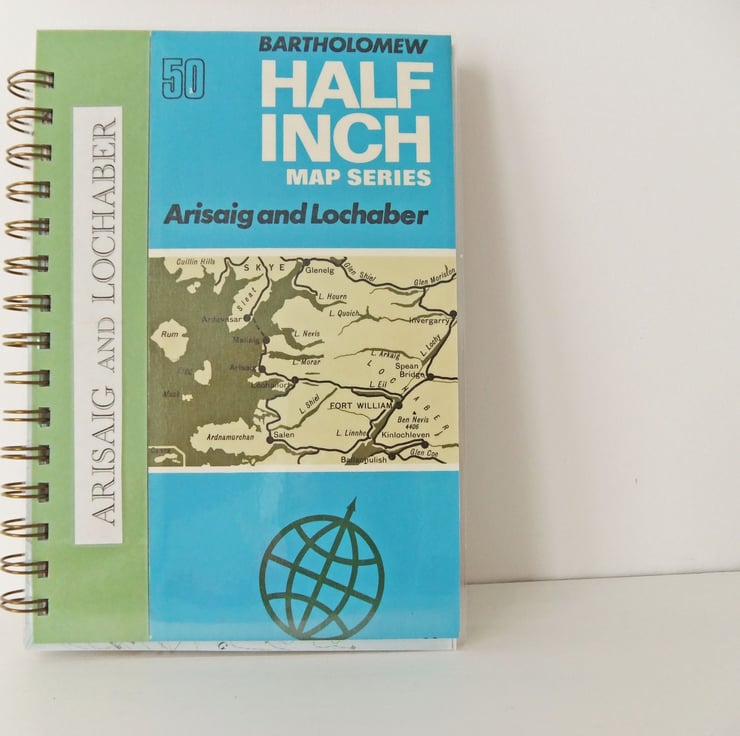 ARISAIG AND LOCHABER
50
BARTHOLOMEW
HALF
INCH
MAP SERIES
Arisaig and Lochaber
Cuillin Hills
SKYE
Glenelg
Glen Shiel
Glen Moriston
Sleat
L. Hourn
L. Quoich
Ardvasar
Invergarry
Rum
Mallaig
L. Nevis
L. Lochy
L. Arkaig
Arisaig
L. Morar
Spean
Bridge
Eigg
LOCHABER
Lochailort
L. Eil
Muck
L. Shiel
FORT WILLIAM
Ben Nevis
4406
Ardnamurchan
Salen
L. Linnhe
Kinlochleven
Glen Coe
Ballachulish